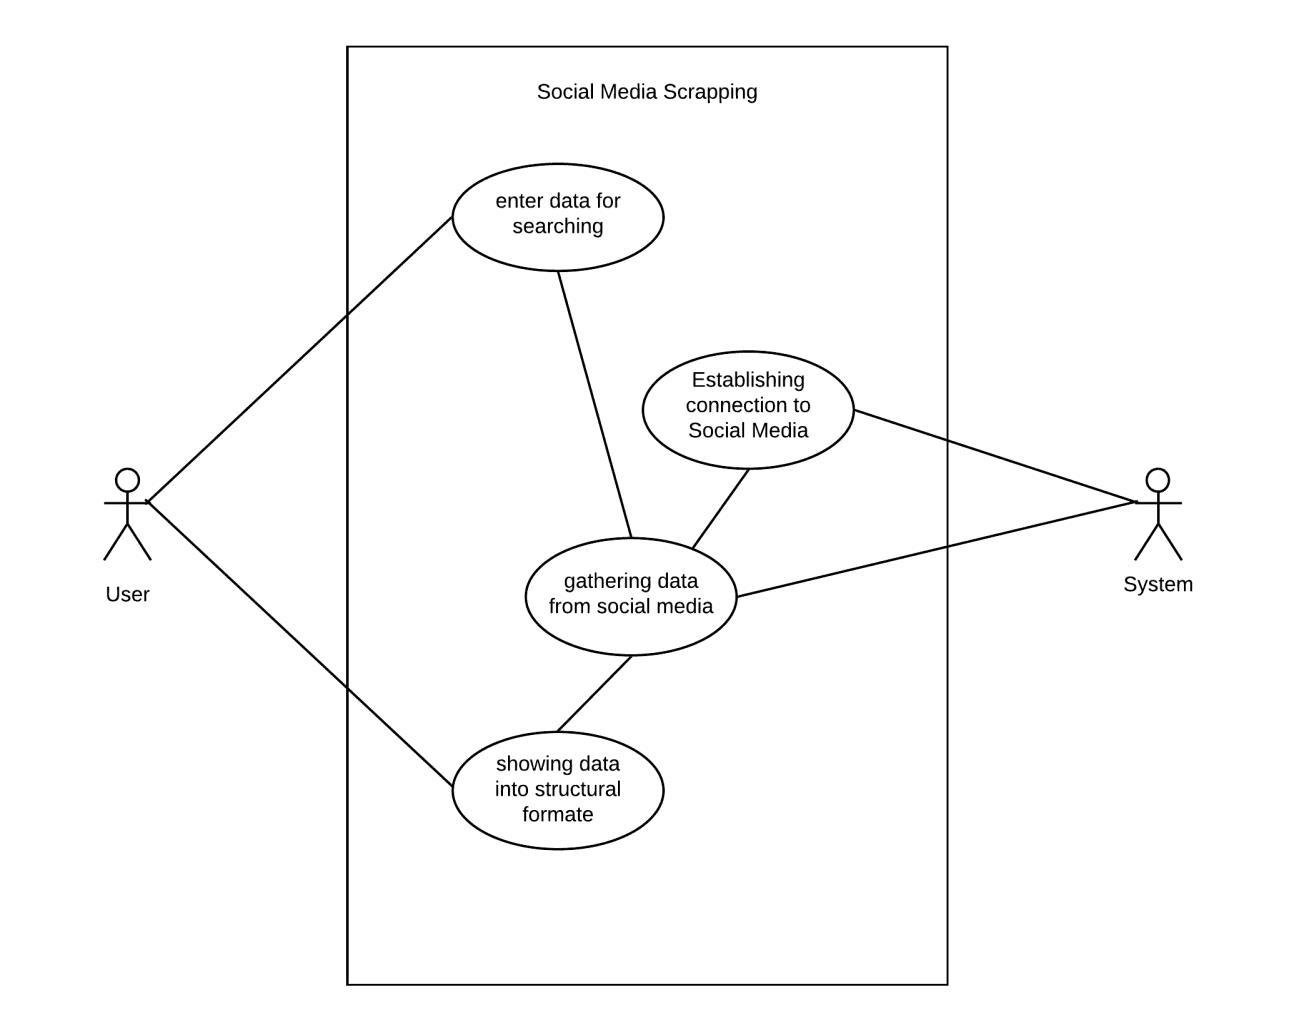 Social Media Scrapping
enter data for
searching
Establishing
connection to
Social Media
User
System
gathering data
from social media
showing data
into structural
formate